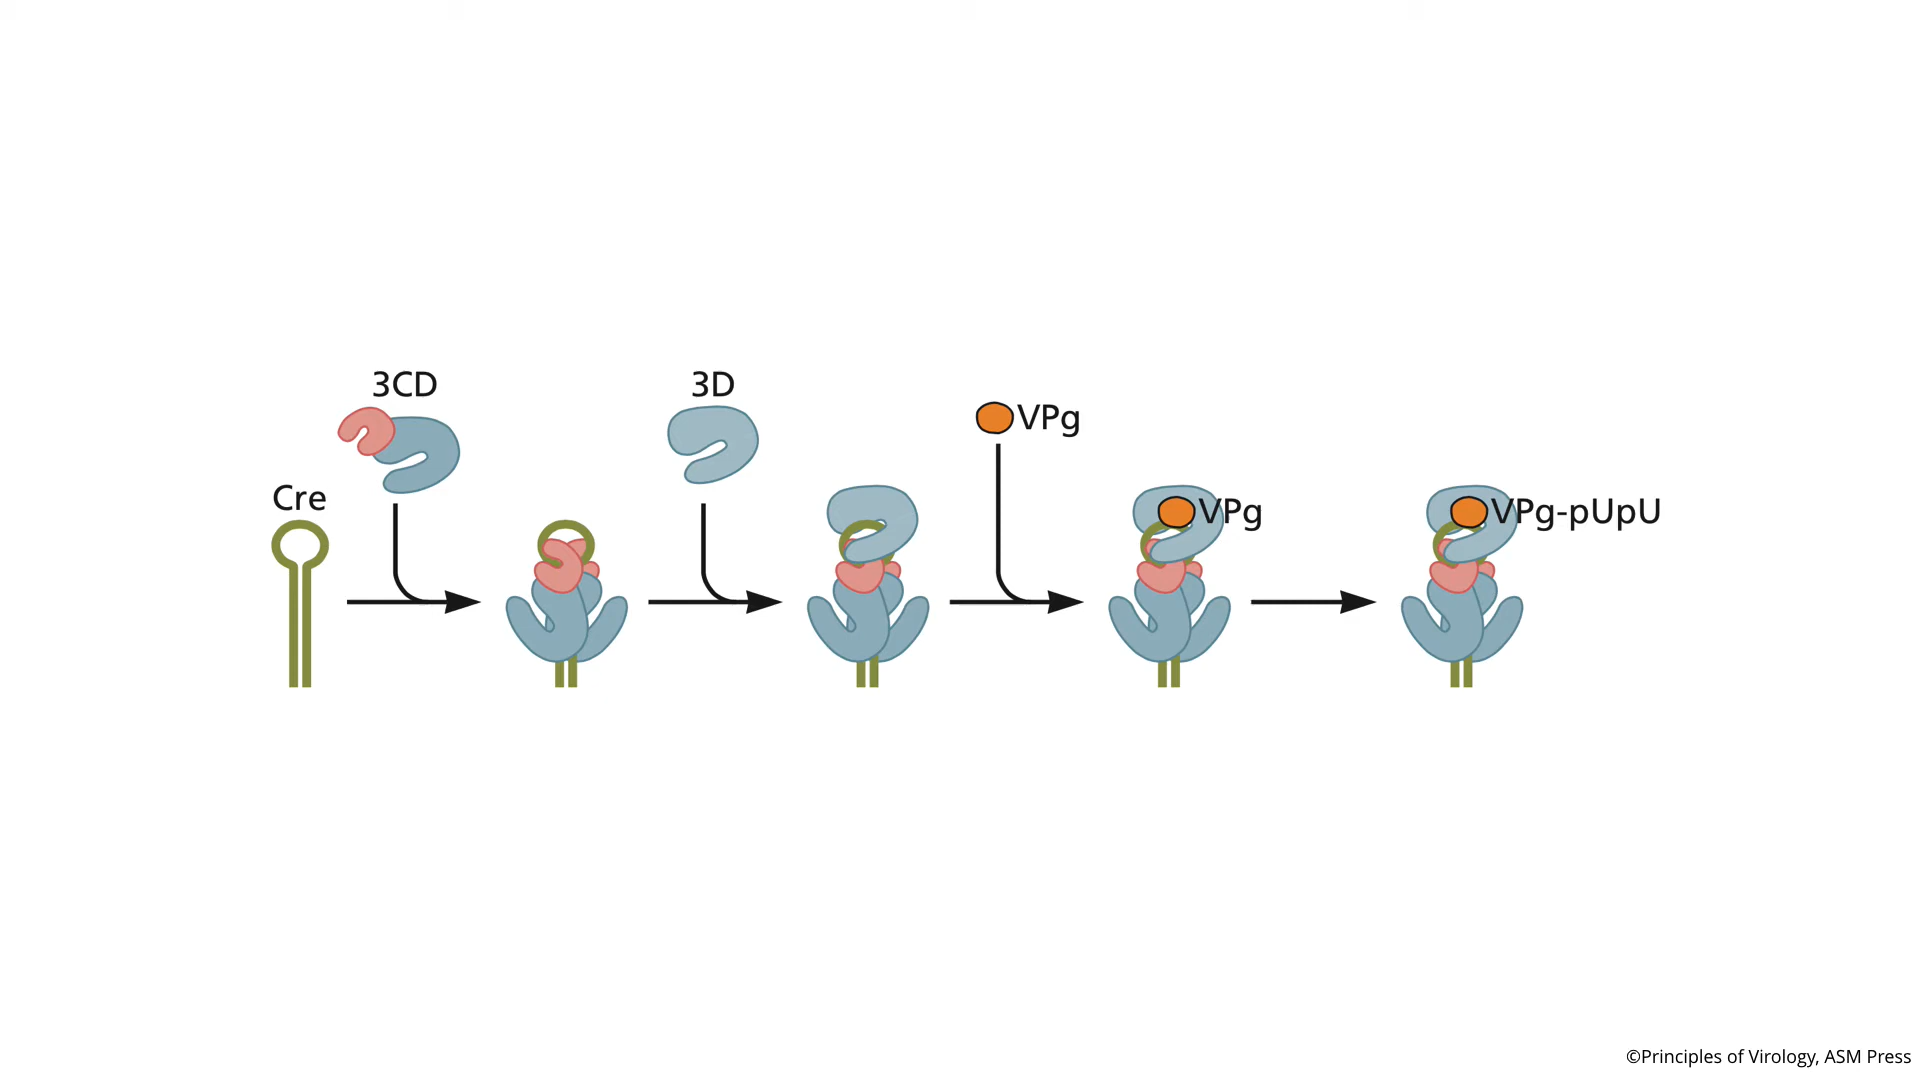 3CD
3D
VPg
Cre
VPg
VPg-pUpU
©Principles of Virology, ASM Press